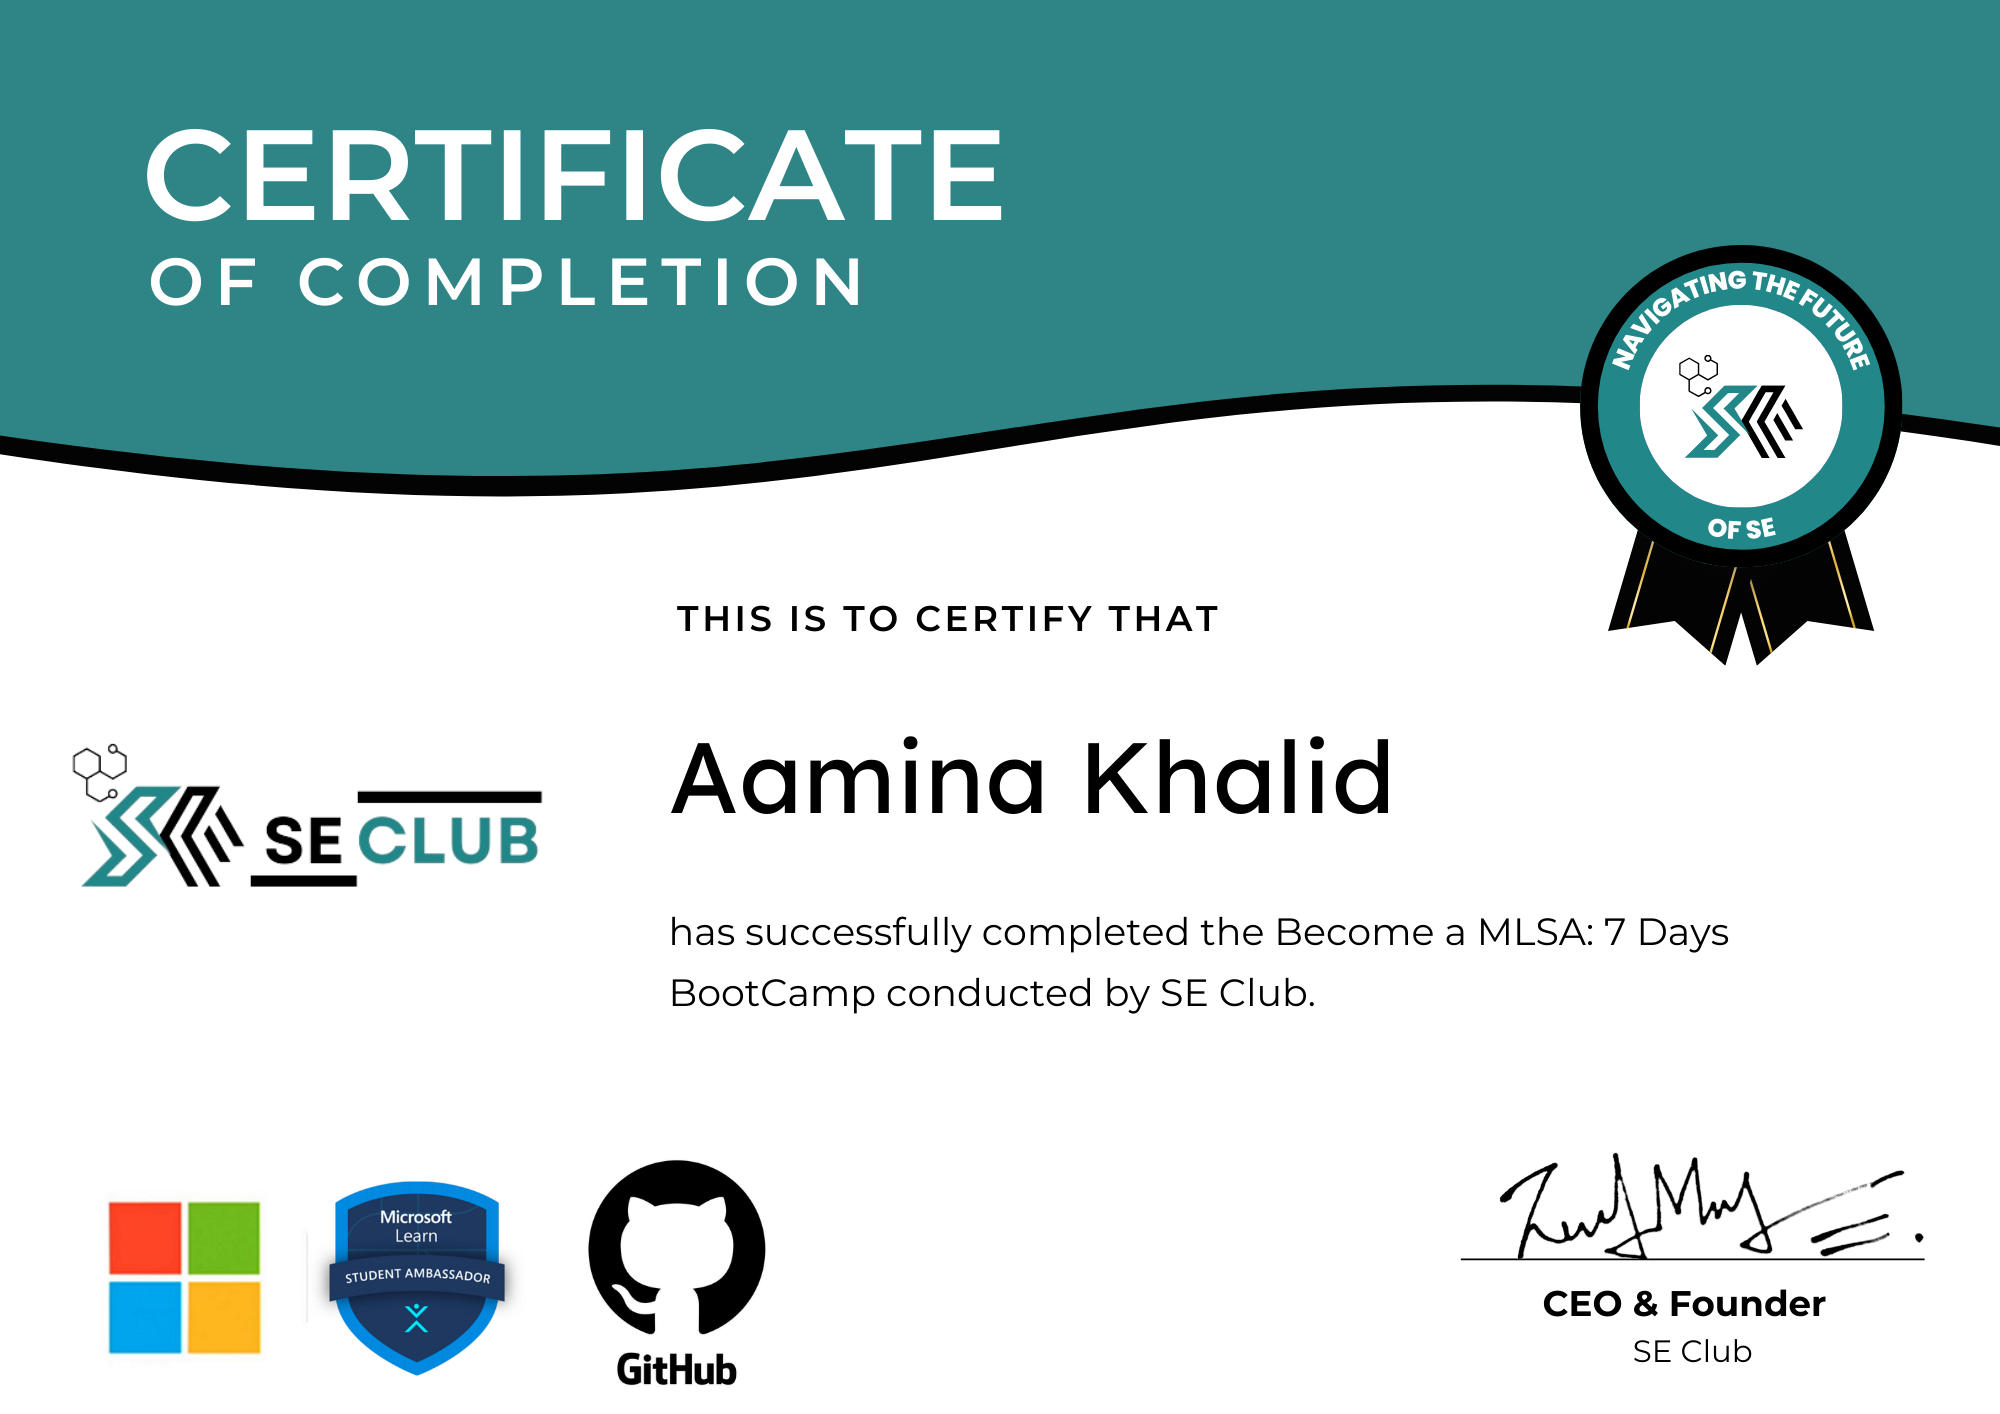 CERTIFICATE
OF COMPLETION
NAVIGATING THE FUTURE
OF SE
THIS IS TO CERTIFY THAT
Aamina Khalid
SE CLUB
has successfully completed the Become a MLSA: 7 Days
BootCamp conducted by SE Club.
Microsoft
Learn
STUDENT AMBASSADOR
GitHub
CEO & Founder
SE Club